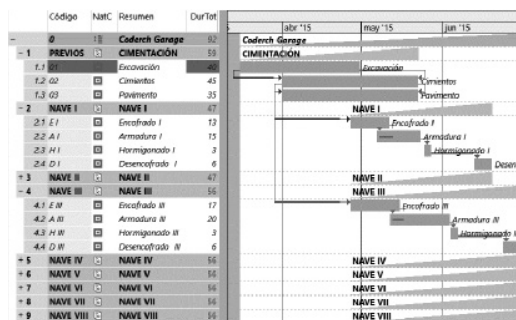 Código NatC Resumen DurTot
abr '15 may '15 jun '15
0 Coderch Garage 92 Coderch Garage
- 1 PREVIOS CIMENTACIÓN 59 CIMENTACIÓN
1.1 01 Excavación 40 Excavación
1.2 02 Cimientos 45 Cimientos
1.3 03 Pavimento 35 Pavimento
- 2 NAVE I NAVE I 47 NAVE I
2.1 E I Encofrado I 13 Encofrado I
2.2 A I Armadura I 15 Armadura I
2.3 H I Hormigonado I 3 Hormigonado I
2.4 D I Desencofrado I 6 Desen
+ 3 NAVE II NAVE II 47 NAVE II
- 4 NAVE III NAVE III 56 NAVE III
4.1 E III Encofrado III 17 Encofrado III
4.2 A III Armadura III 20 Armadura III
4.3 H III Hormigonado III 3 Hormigonado
4.4 D III Desencofrado III 6
+ 5 NAVE IV NAVE IV 56 NAVE IV
+ 6 NAVE V NAVE V 56 NAVE V
+ 7 NAVE VI NAVE VI 56 NAVE VI
+ 8 NAVE VII NAVE VII 56 NAVE VII
+ 9 NAVE VIII NAVE VIII 56 NAVE VIII